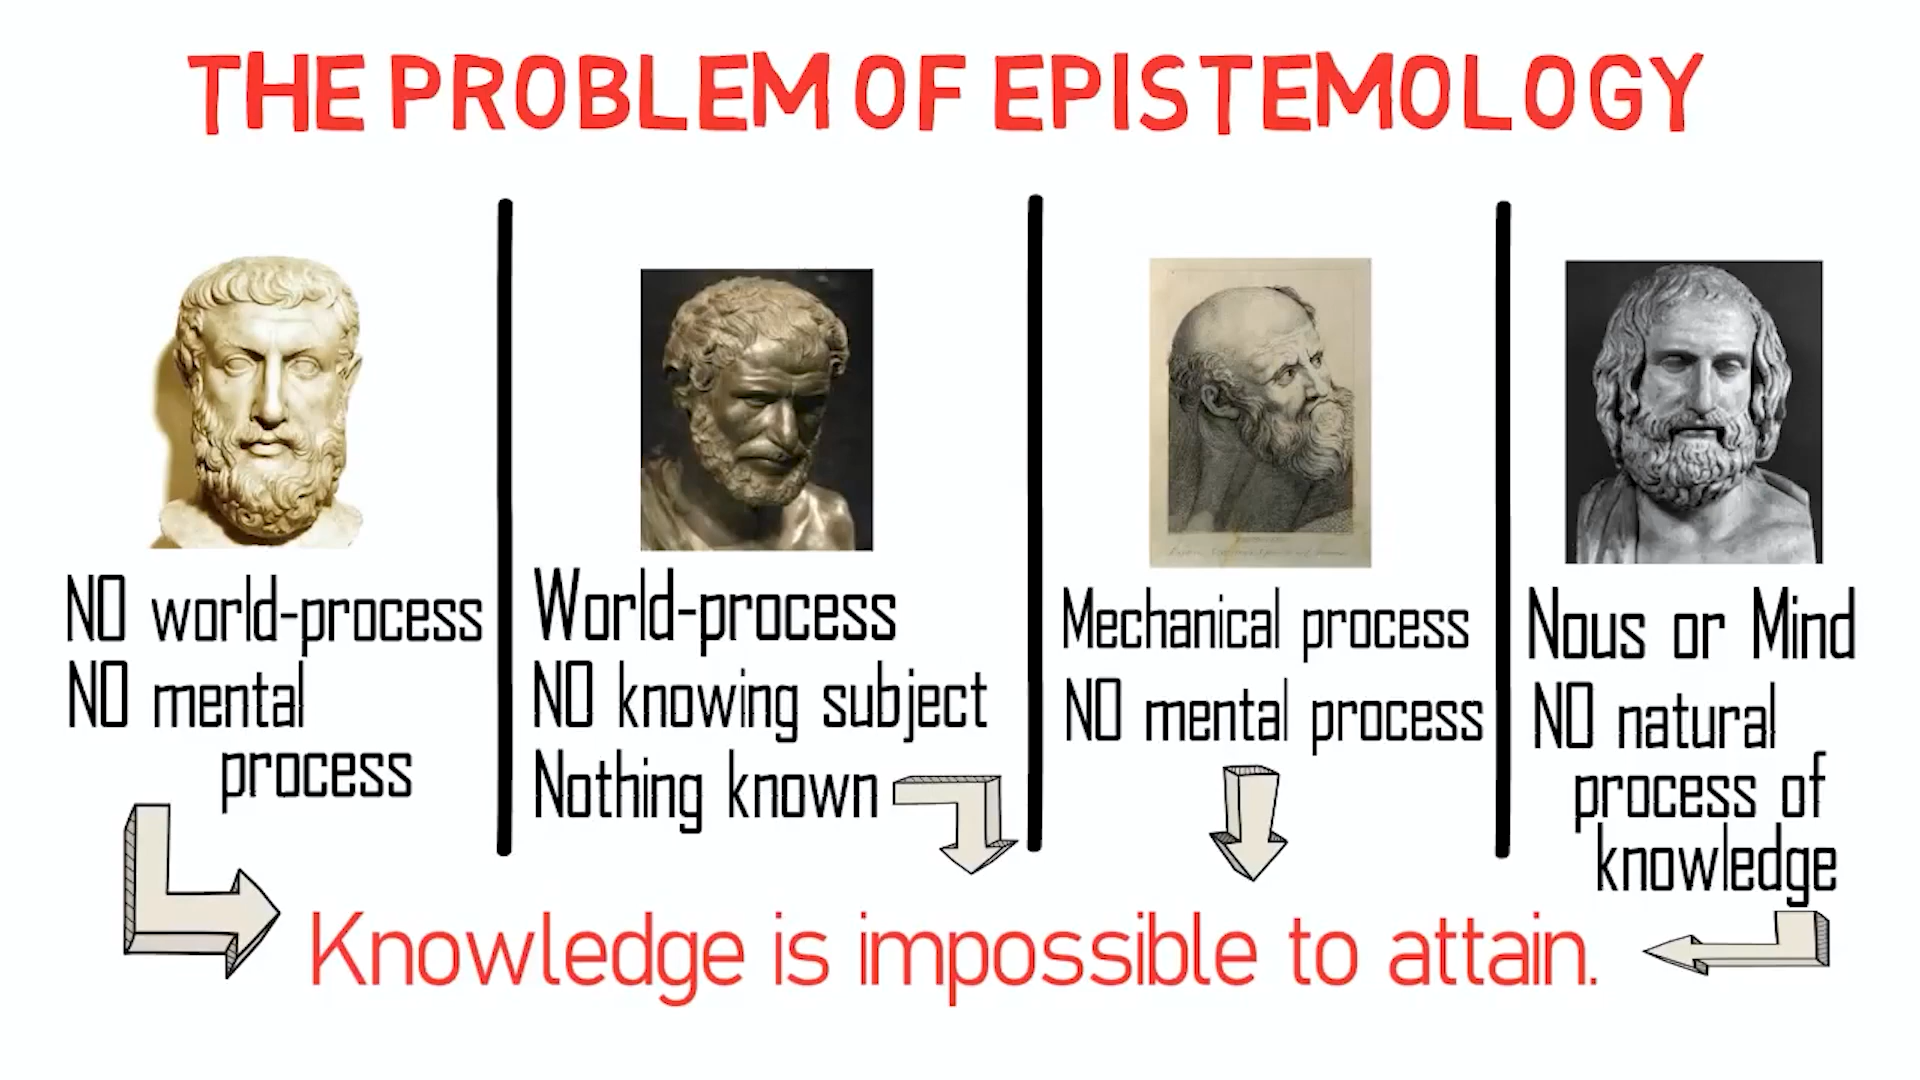 THE PROBLEM OF EPISTEMOLOGY
NO world-process
NO mental
process
World-process
NO knowing subject
Nothing known
Mechanical process
NO mental process
Nous or Mind
NO natural
process of
knowledge
Knowledge is impossible to attain.